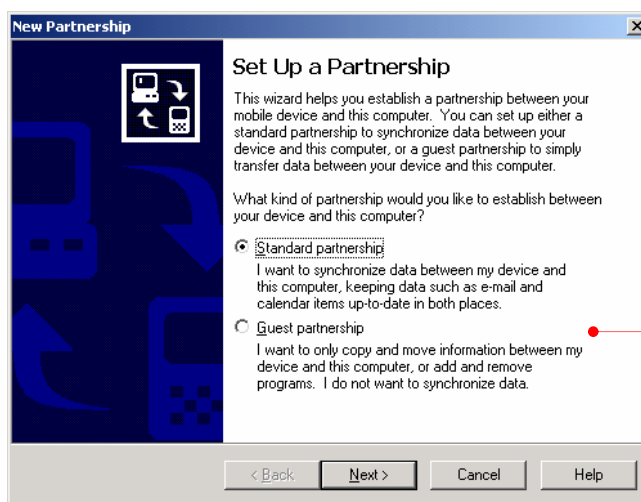 New Partnership
Set Up a Partnership
This wizard helps you establish a partnership between your
mobile device and this computer. You can set up either a
standard partnership to synchronize data between your
device and this computer, or a guest partnership to simply
transfer data between your device and this computer.
What kind of partnership would you like to establish between
your device and this computer?
Standard partnership
I want to synchronize data between my device and
this computer, keeping data such as e-mail and
calendar items up-to-date in both places.
Guest partnership
I want to only copy and move information between my
device and this computer, or add and remove
programs. I do not want to synchronize data.
< Back Next > Cancel Help